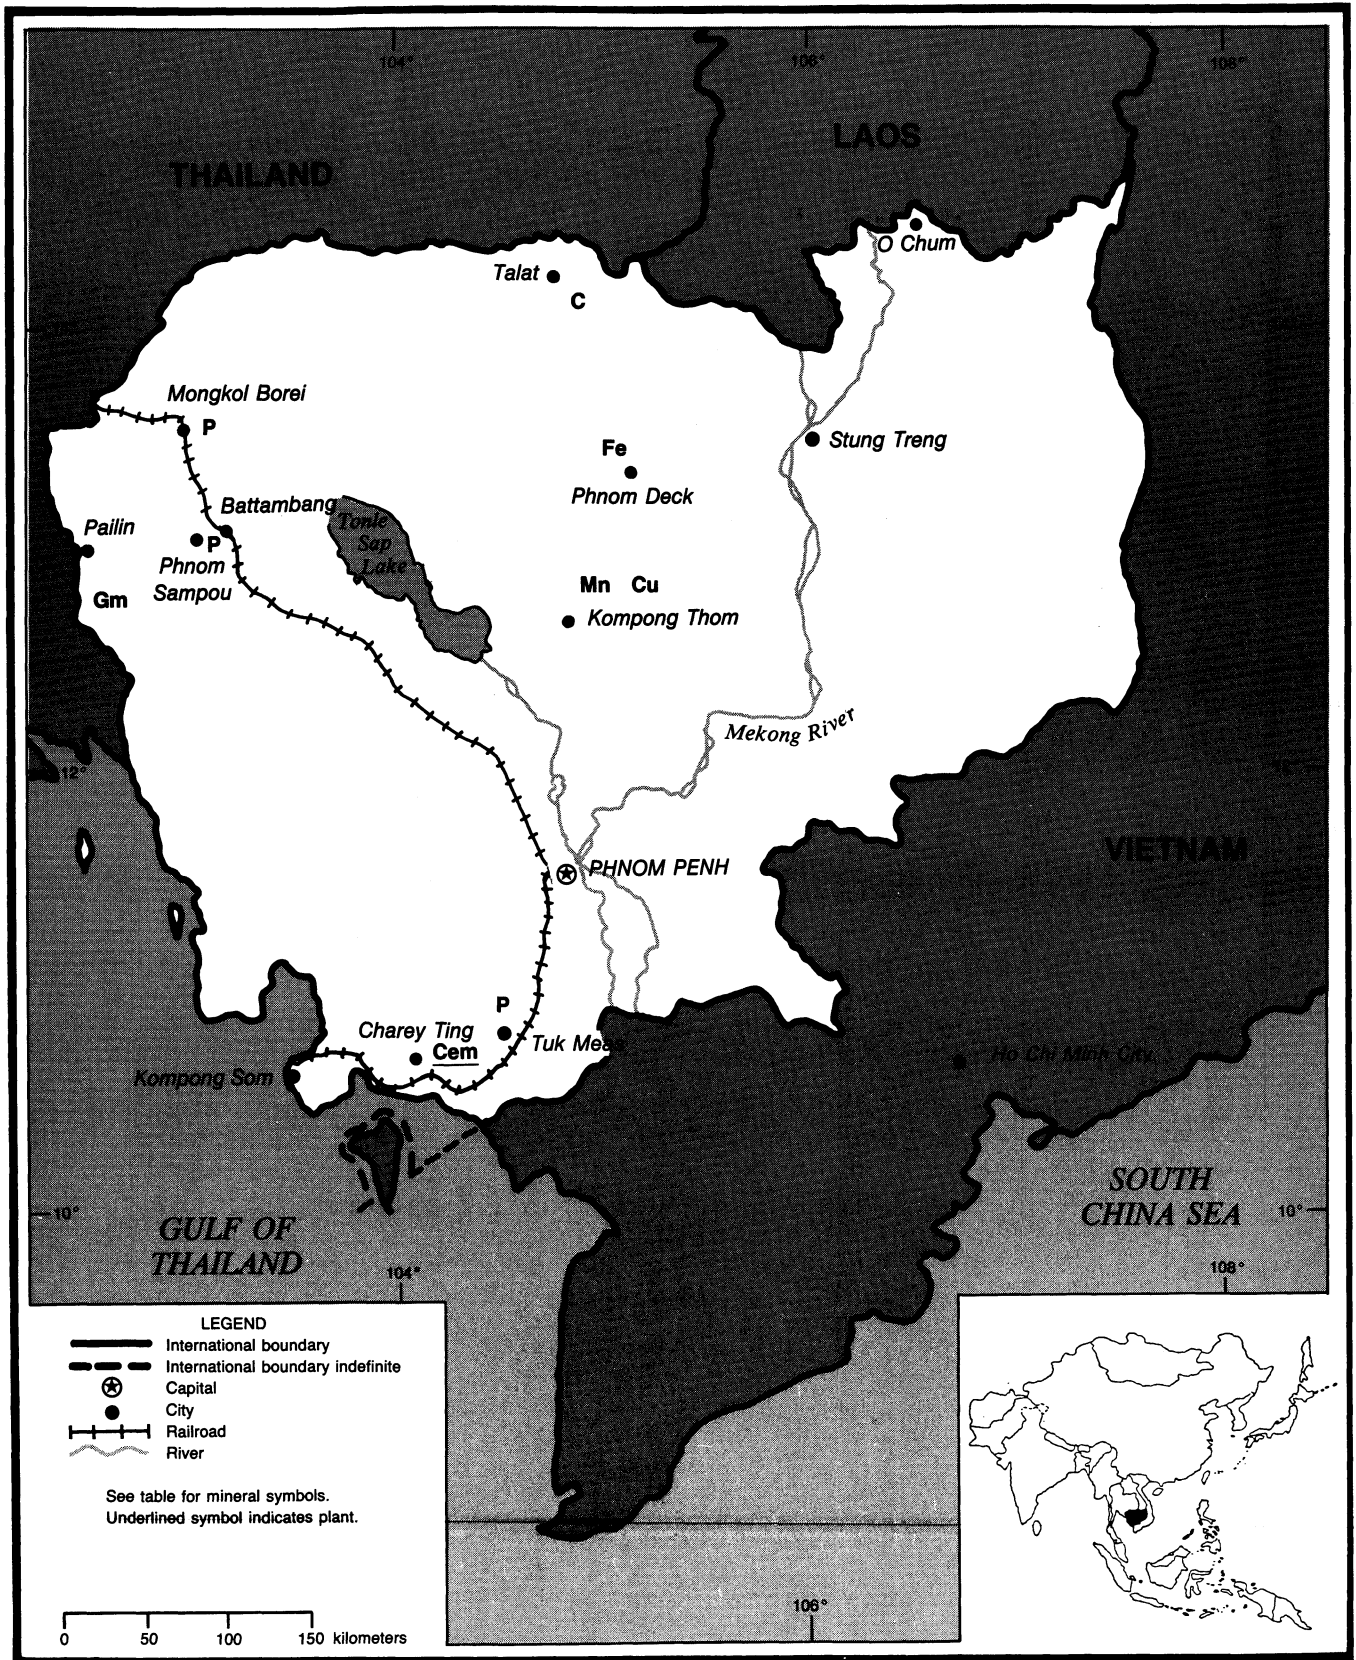 104°
106°
108°
LAOS
THAILAND
O Chum
Talat
C
Mongkol Borei
P
Fe
Stung Treng
Phnom Deck
Battambang
Pailin
P
Tonle
Sap
Lake
Phnom
Sampou
Mn Cu
Gm
Kompong Thom
Mekong River
12°
12°
VIETNAM
PHNOM PENH
P
Charey Ting
Tuk Meas
Cem
Ho Chi Minh City
Kompong Som
SOUTH
CHINA SEA
10°
10°
GULF OF
THAILAND
104°
108°
LEGEND
International boundary
International boundary indefinite
Capital
City
Railroad
River
See table for mineral symbols.
Underlined symbol indicates plant.
106°
0 50 100 150 kilometers